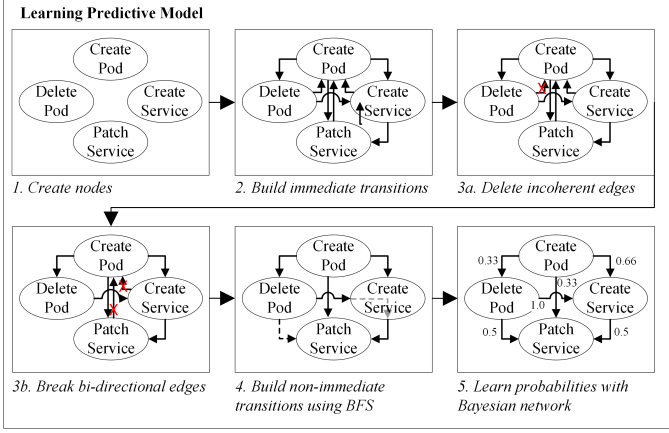 Learning Predictive Model
Create
Pod
Delete
Pod
Create
Service
Patch
Service
1. Create nodes
Create
Pod
Delete
Pod
Create
Service
Patch
Service
2. Build immediate transitions
Create
Pod
Delete
Pod
Create
Service
Patch
Service
3a. Delete incoherent edges
Create
Pod
Delete
Pod
Create
Service
Patch
Service
3b. Break bi-directional edges
Create
Pod
Delete
Pod
Create
Service
Patch
Service
4. Build non-immediate
transitions using BFS
Create
Pod
0.33
0.66
0.33
Delete
Pod
1.0
Create
Service
0.5
0.5
Patch
Service
5. Learn probabilities with
Bayesian network